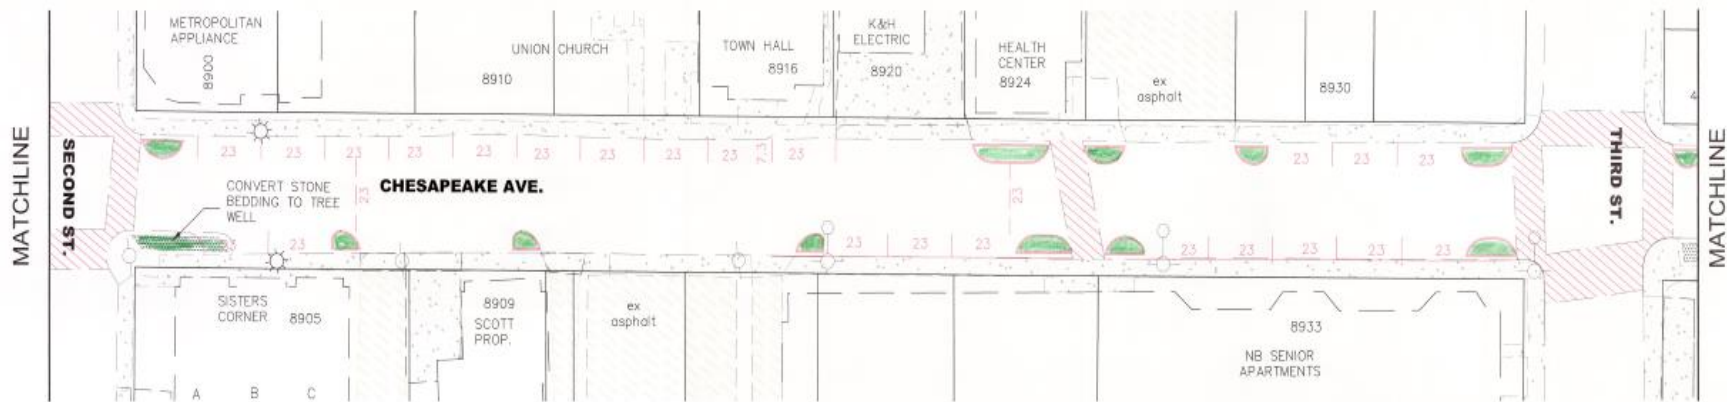 METROPOLITAN
APPLIANCE
8900
UNION CHURCH
8910
TOWN HALL
8916
K&H
ELECTRIC
8920
HEALTH
CENTER
8924
ex
asphalt
8930
4
MATCHLINE
SECOND ST.
23
23
23
23
23
23
23
23
23
7.3
23
23
23
23
CONVERT STONE
BEDDING TO TREE
WELL
CHESAPEAKE AVE.
23
23
THIRD ST.
MATCHLINE
23
23
23
23
23
23
23
23
23
SISTERS
CORNER
8905
A B C
8909
SCOTT
PROP.
ex
asphalt
8933
NB SENIOR
APARTMENTS